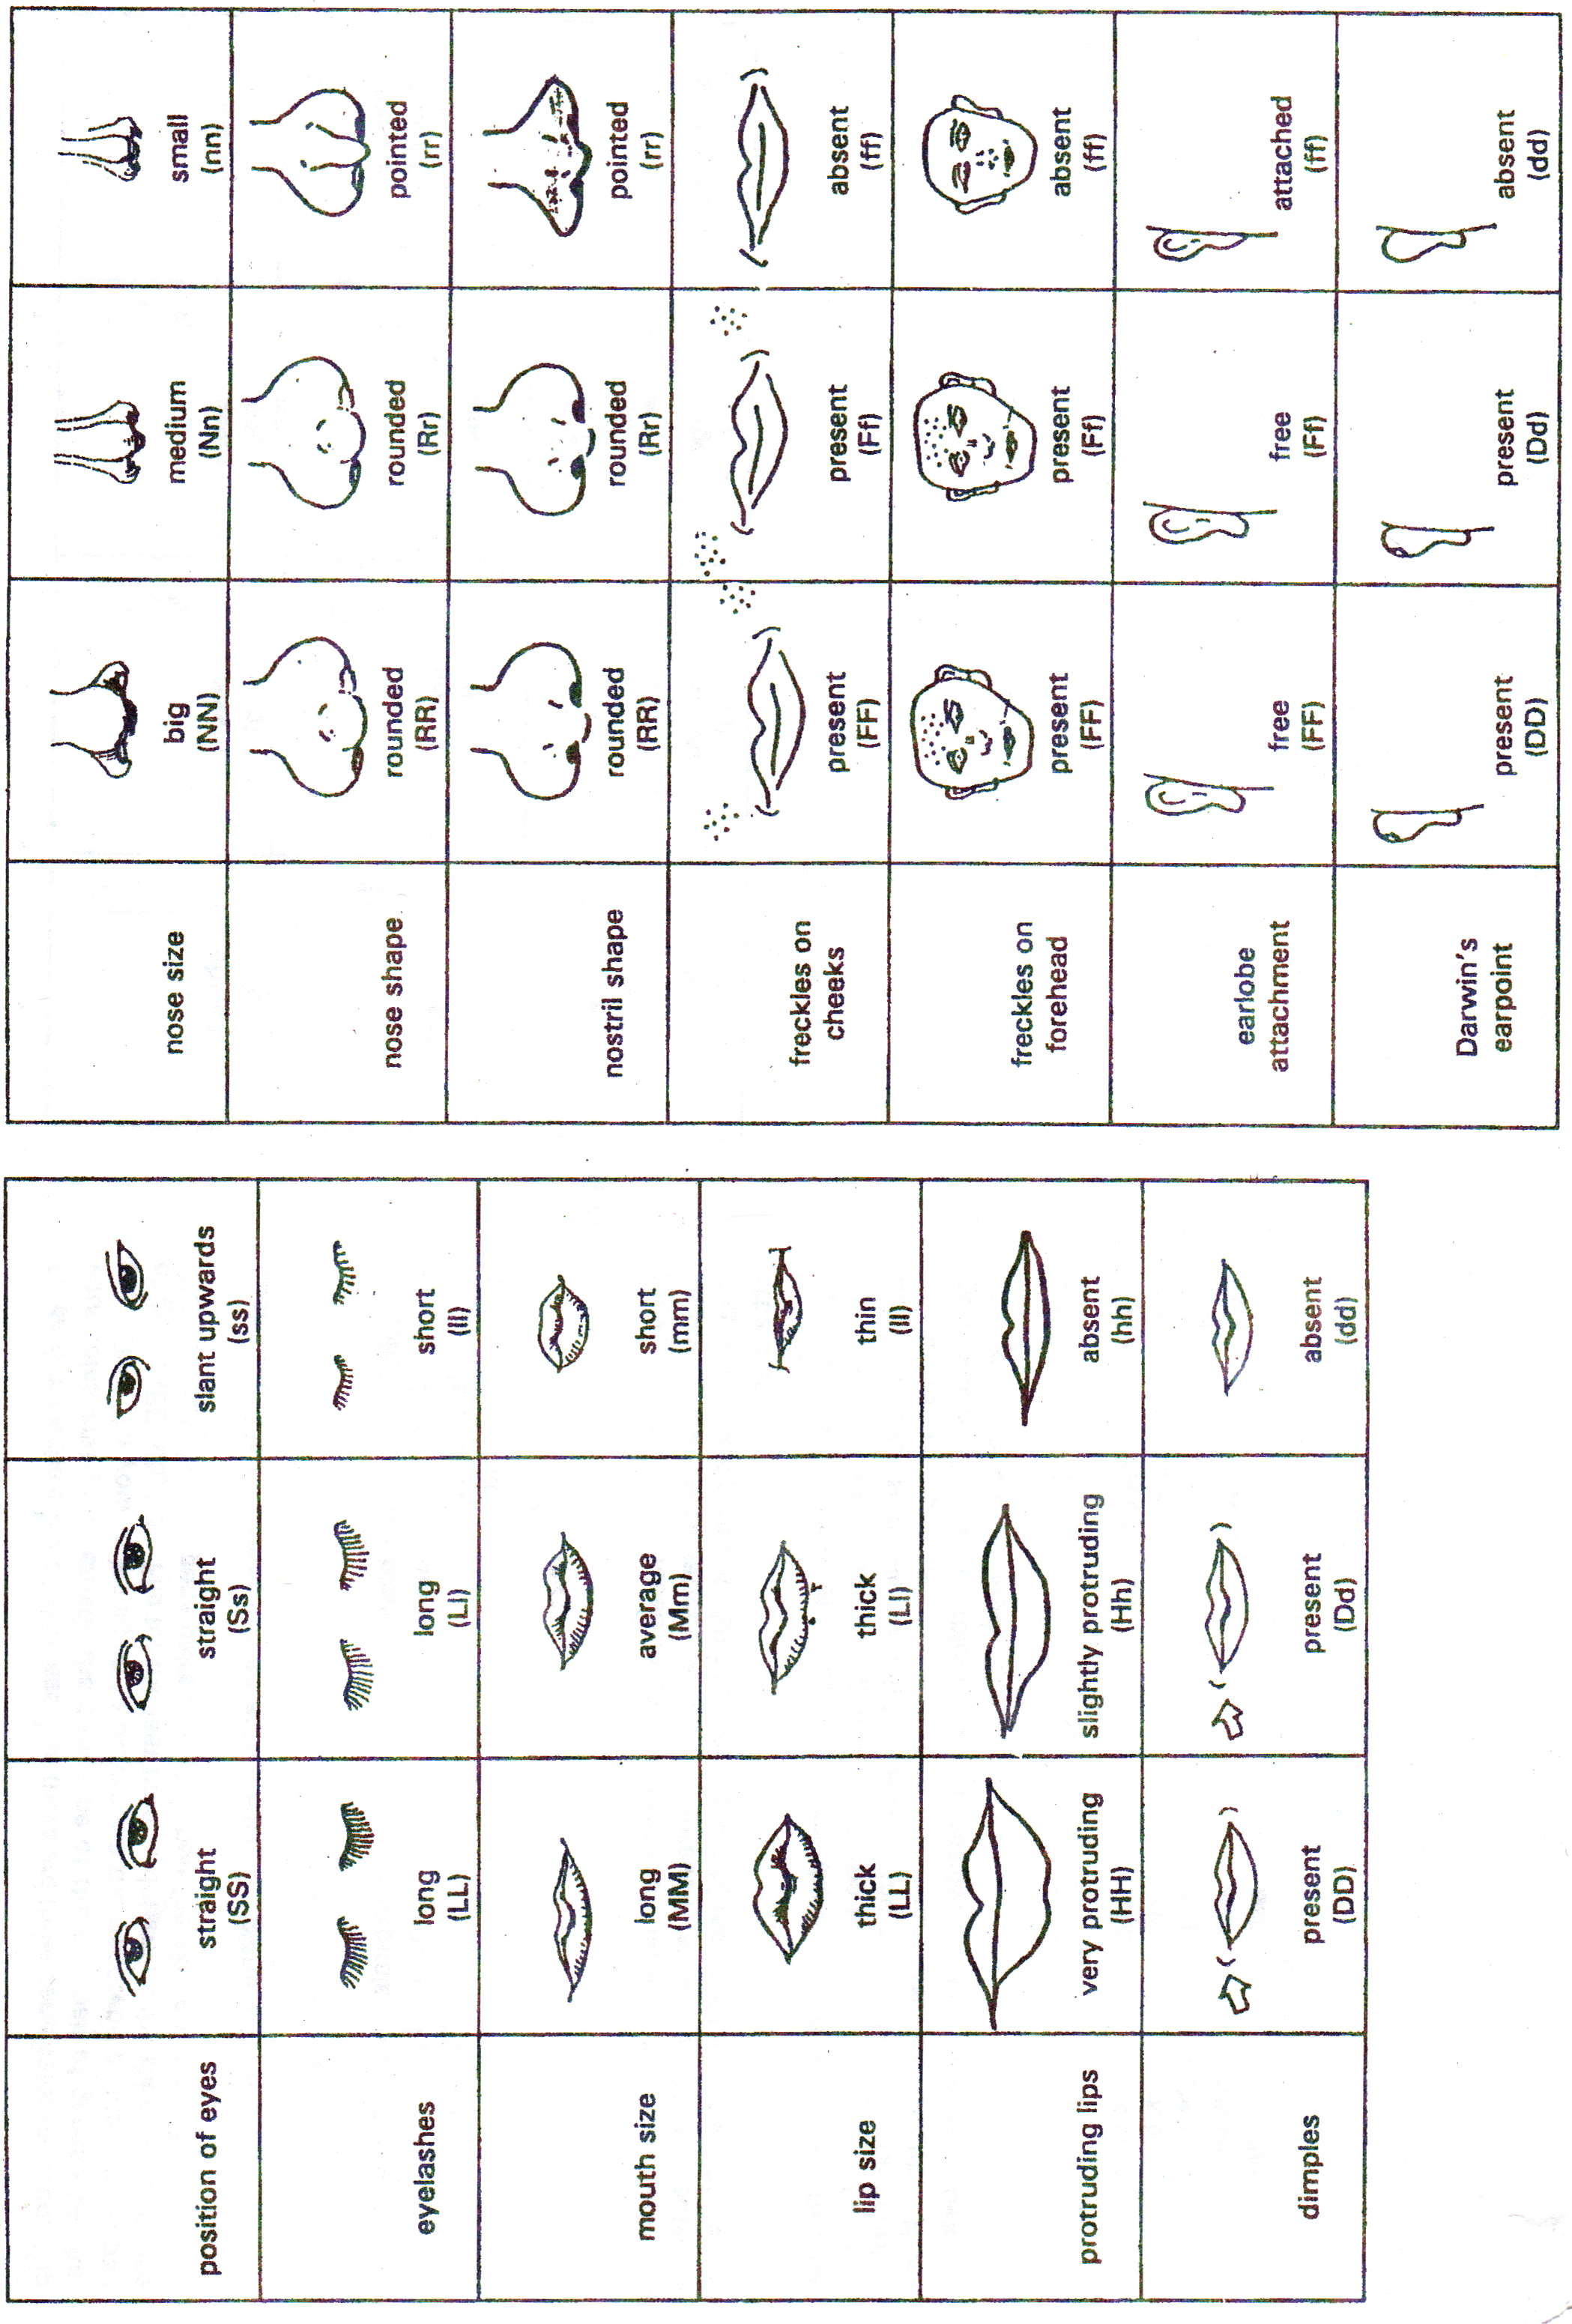 position of eyes
straight
(SS)
straight
(Ss)
slant upwards
(ss)
eyelashes
long
(LL)
long
(Ll)
short
(ll)
mouth size
long
(MM)
average
(Mm)
short
(mm)
lip size
thick
(LL)
thick
(Ll)
thin
(ll)
protruding lips
very protruding
(HH)
slightly protruding
(Hh)
absent
(hh)
dimples
present
(DD)
present
(Dd)
absent
(dd)
nose size
big
(NN)
medium
(Nn)
small
(nn)
nose shape
rounded
(RR)
rounded
(Rr)
pointed
(rr)
nostril shape
rounded
(RR)
rounded
(Rr)
pointed
(rr)
freckles on
cheeks
present
(FF)
present
(Ff)
absent
(ff)
freckles on
forehead
present
(FF)
present
(Ff)
absent
(ff)
earlobe
attachment
free
(FF)
free
(Ff)
attached
(ff)
Darwin's
earpoint
present
(DD)
present
(Dd)
absent
(dd)